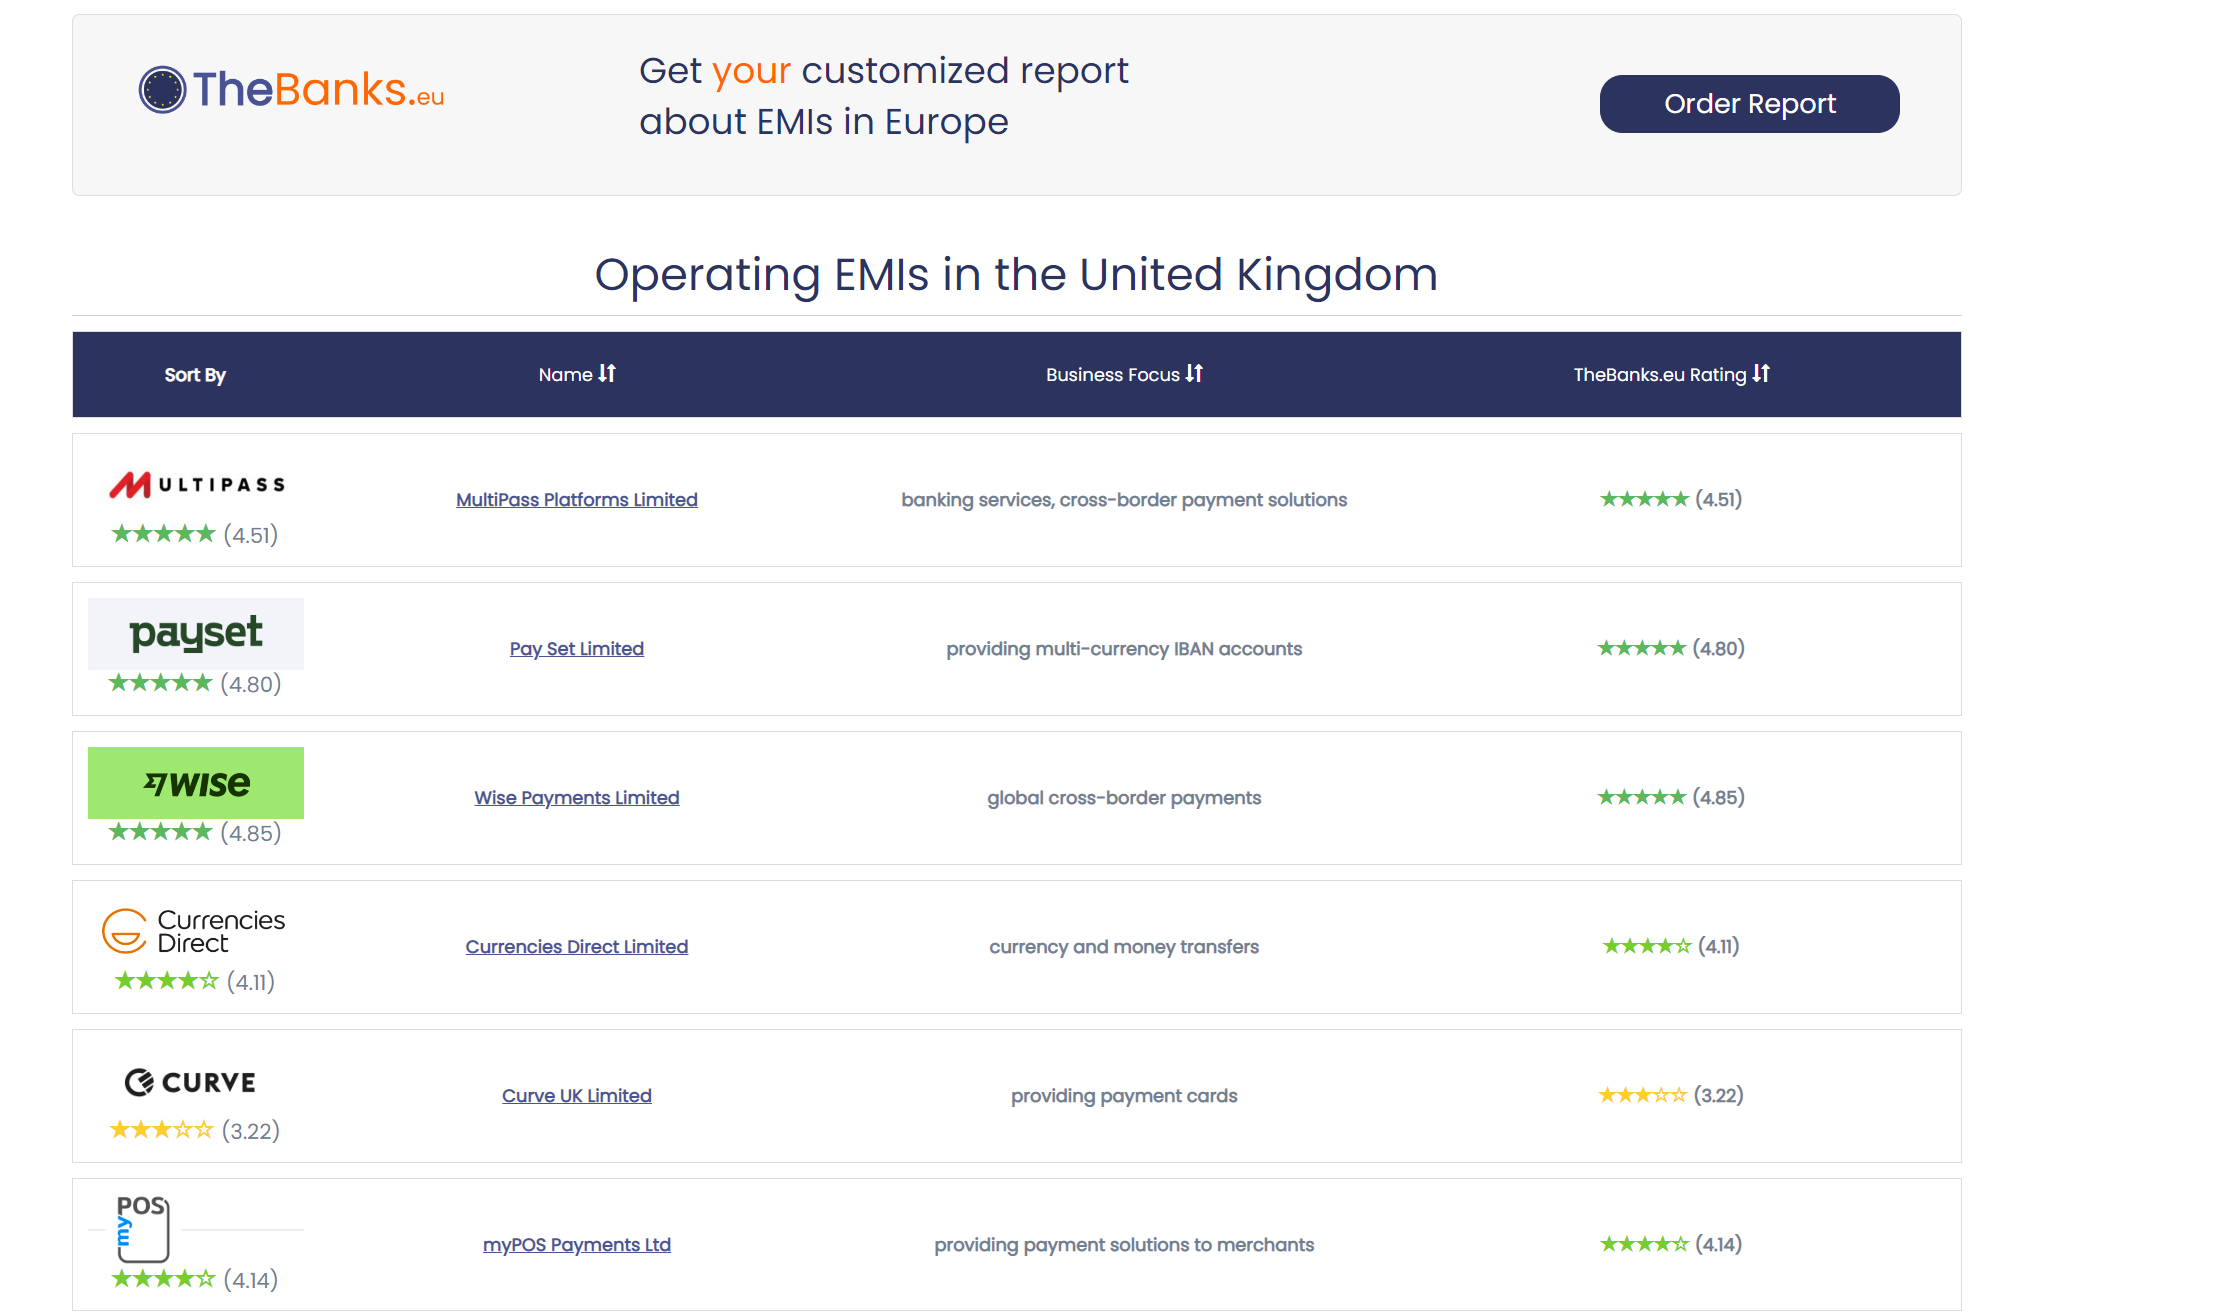 TheBanks.eu
Get your customized report
about EMIs in Europe
Order Report
Operating EMIs in the United Kingdom
Sort By Name Business Focus TheBanks.eu Rating
MULTIPASS
★★★★★ (4.51)
MultiPass Platforms Limited
banking services, cross-border payment solutions
★★★★★ (4.51)
payset
★★★★★ (4.80)
Pay Set Limited
providing multi-currency IBAN accounts
★★★★★ (4.80)
wise
★★★★★ (4.85)
Wise Payments Limited
global cross-border payments
★★★★★ (4.85)
Currencies
Direct
★★★★☆ (4.11)
Currencies Direct Limited
currency and money transfers
★★★★☆ (4.11)
CURVE
★★★☆☆ (3.22)
Curve UK Limited
providing payment cards
★★★☆☆ (3.22)
myPOS
★★★★☆ (4.14)
myPOS Payments Ltd
providing payment solutions to merchants
★★★★☆ (4.14)